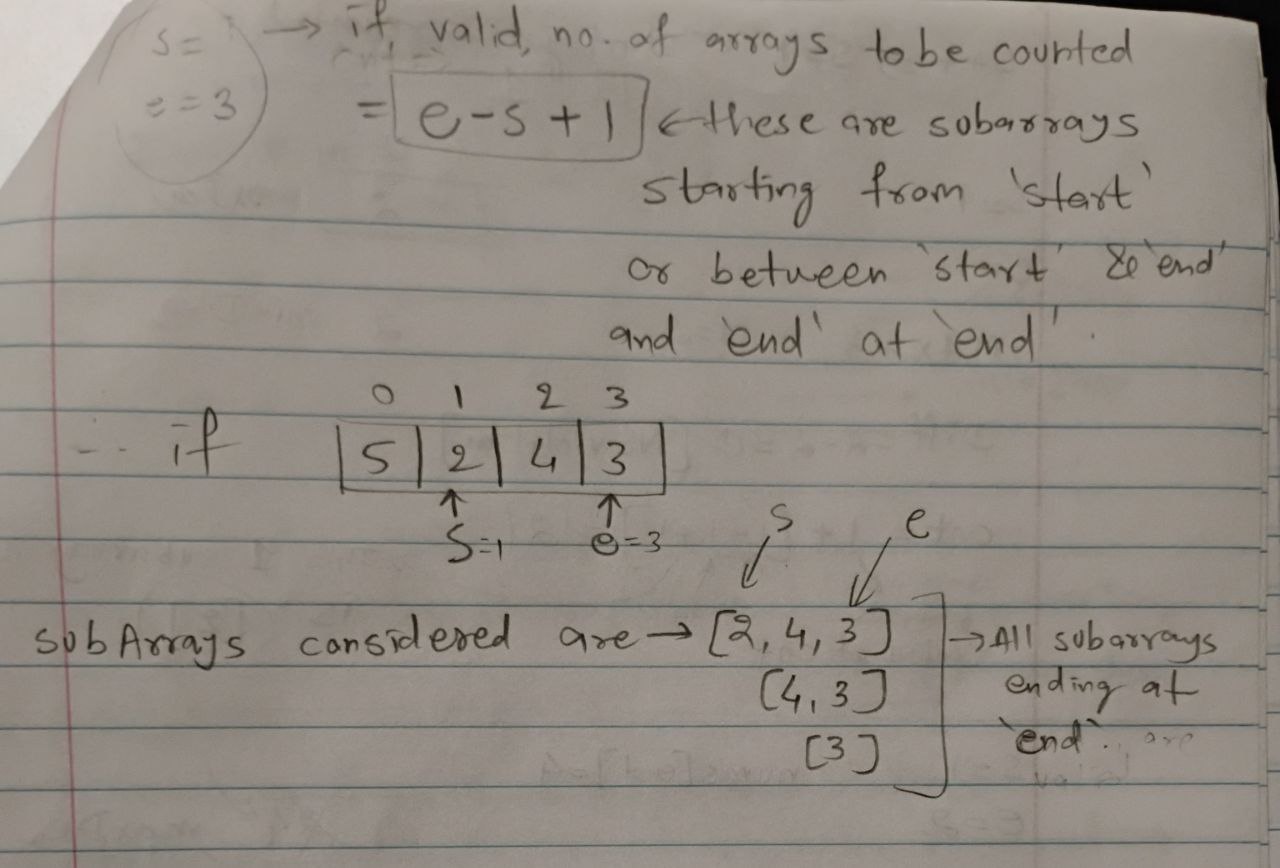 s=
e=3
→ if valid, no. of arrays to be counted
= e-s+1 ← these are subarrays
starting from 'start'
or between 'start' & 'end'
and 'end' at 'end'.
0 1 2 3
if 5 2 4 3
s=1 e=3
s e
subArrays considered are → [2,4,3] → All subarrays
[4,3] ending at
[3] 'end'. are